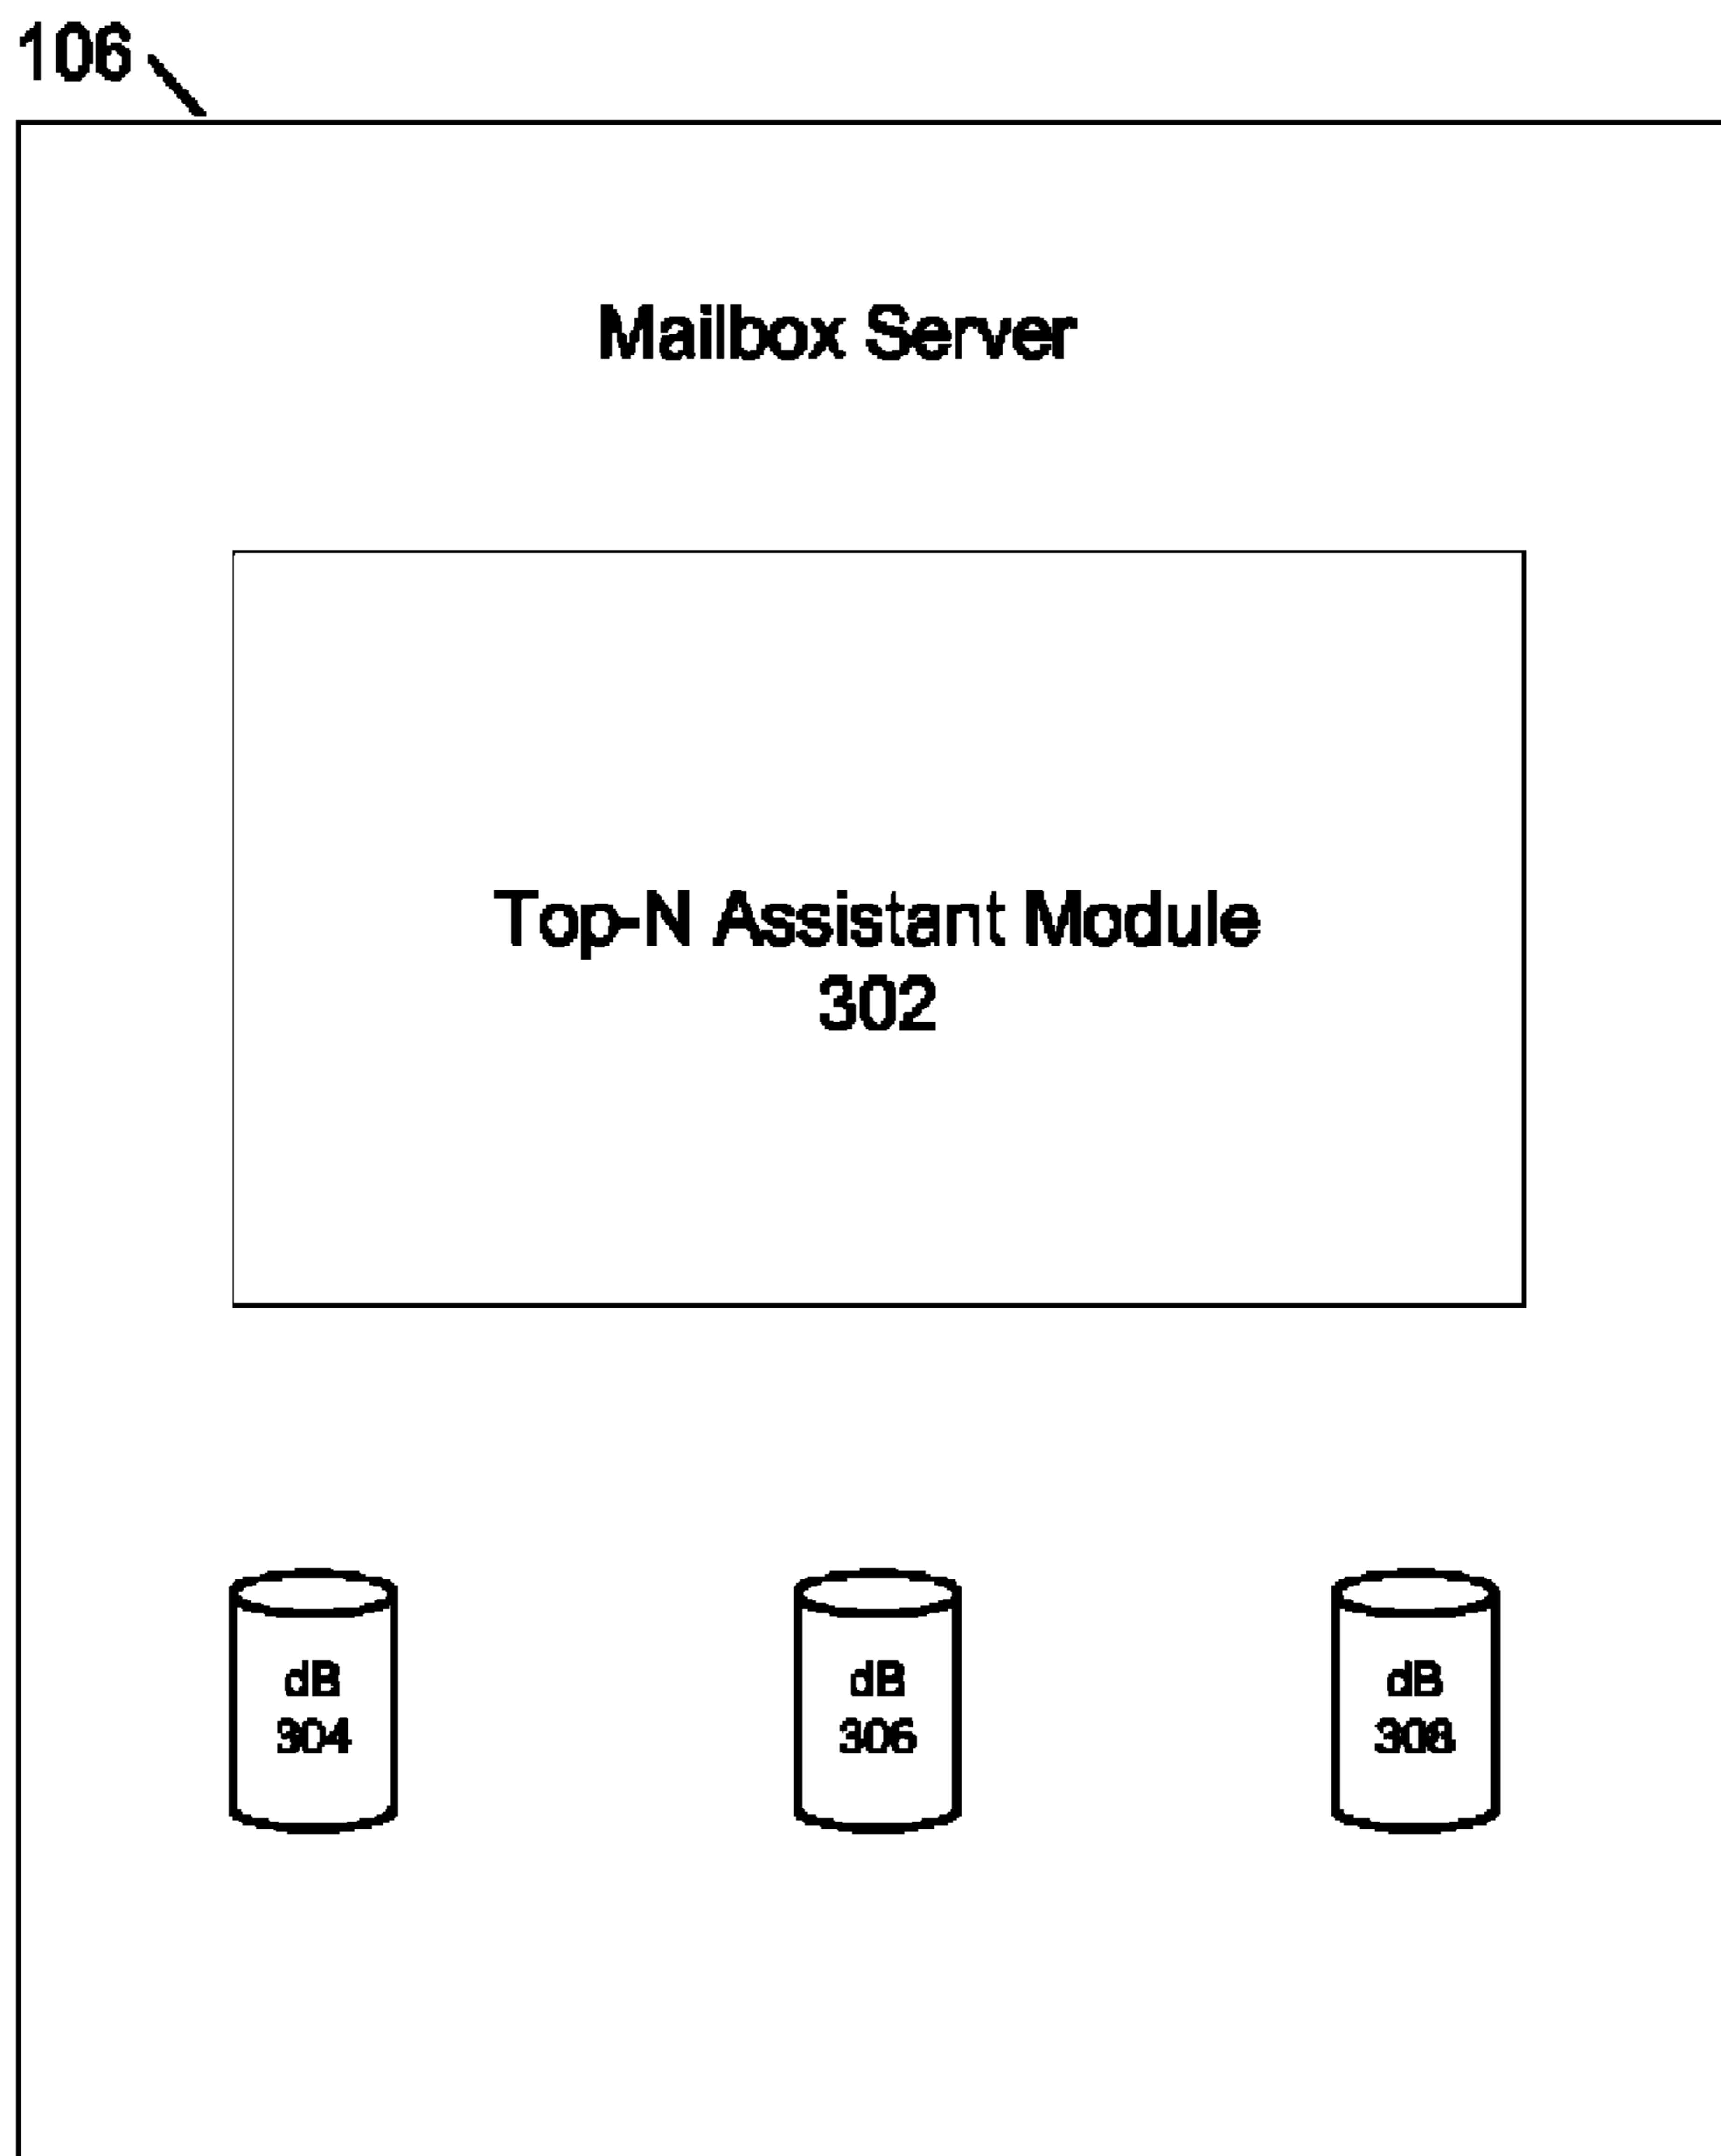 106
Mailbox Server
Top-N Assistant Module
302
dB
304
dB
306
dB
308